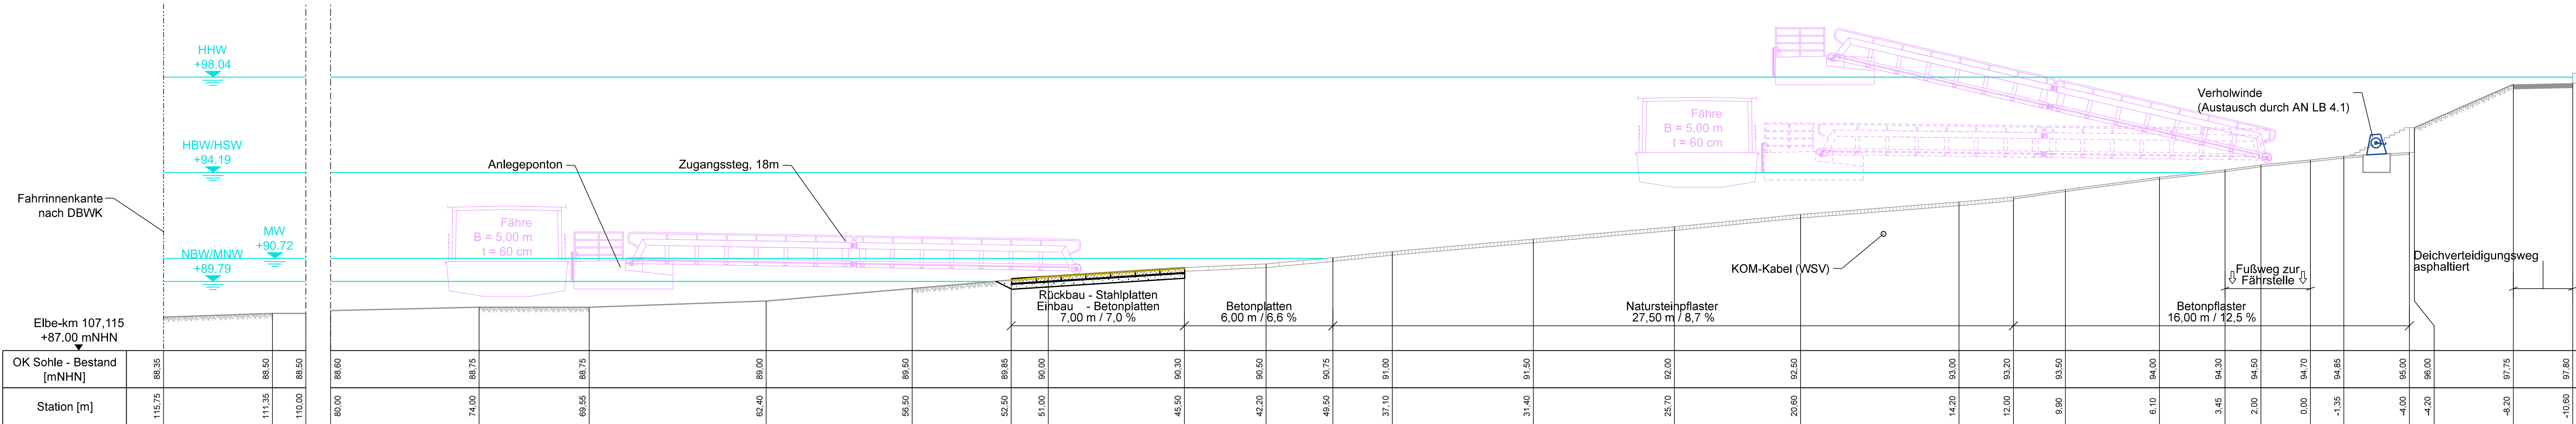 HHW
+98.04
HBW/HSW
+94.19
Fahrrinnenkante
nach DBWK
MW
+90.72
NBW/MNW
+89.79
Elbe-km 107,115
+87.00 mNHN
Fähre
B = 5,00 m
t = 60 cm
Anlegeponton
Zugangssteg, 18m
Rückbau - Stahlplatten
Einbau - Betonplatten
7,00 m / 7,0 %
Betonplatten
6,00 m / 6,6 %
Natursteinpflaster
27,50 m / 8,7 %
KOM-Kabel (WSV)
Fähre
B = 5,00 m
t = 60 cm
Verholwinde
(Austausch durch AN LB 4.1)
Fußweg zur
Fährstelle
Betonpflaster
16,00 m / 12,5 %
Deichverteidigungsweg
asphaltiert
OK Sohle - Bestand
[mNHN]
88,35
88,50
88,50
88,60
88,75
88,75
89,00
89,50
89,85
90,00
90,30
90,50
90,75
91,00
91,50
92,00
92,50
93,00
93,20
93,50
94,00
94,30
94,50
94,70
94,85
95,00
96,00
97,75
97,80
Station [m]
115,75
111,35
110,00
80,00
74,00
69,55
62,40
56,50
52,50
51,00
45,50
42,20
49,50
37,10
31,40
25,70
20,60
14,20
12,00
9,90
6,10
3,45
2,00
0,00
-1,35
-4,00
-4,20
-8,20
-10,60